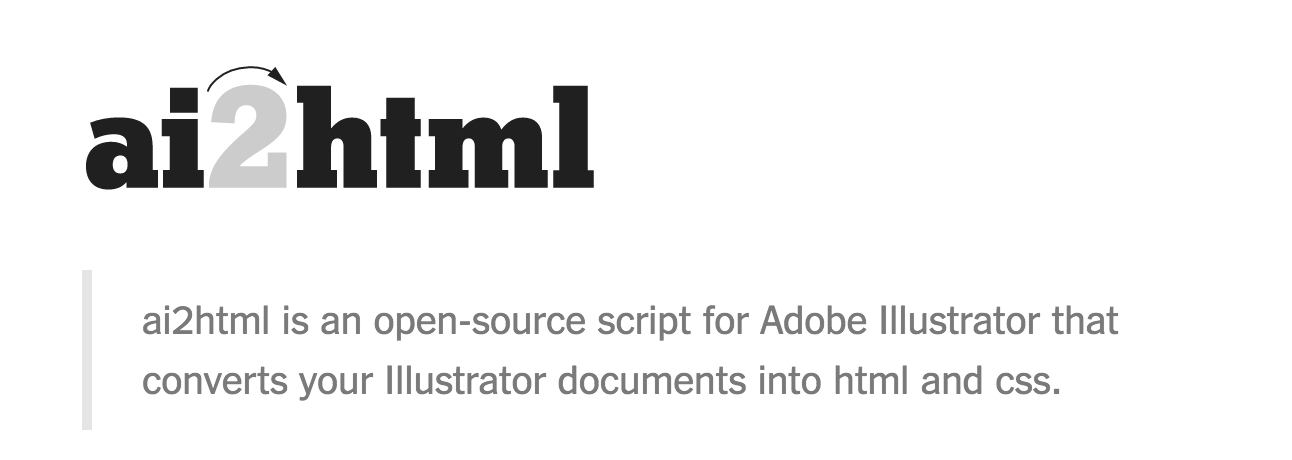 ai2html
ai2html is an open-source script for Adobe Illustrator that
converts your Illustrator documents into html and css.